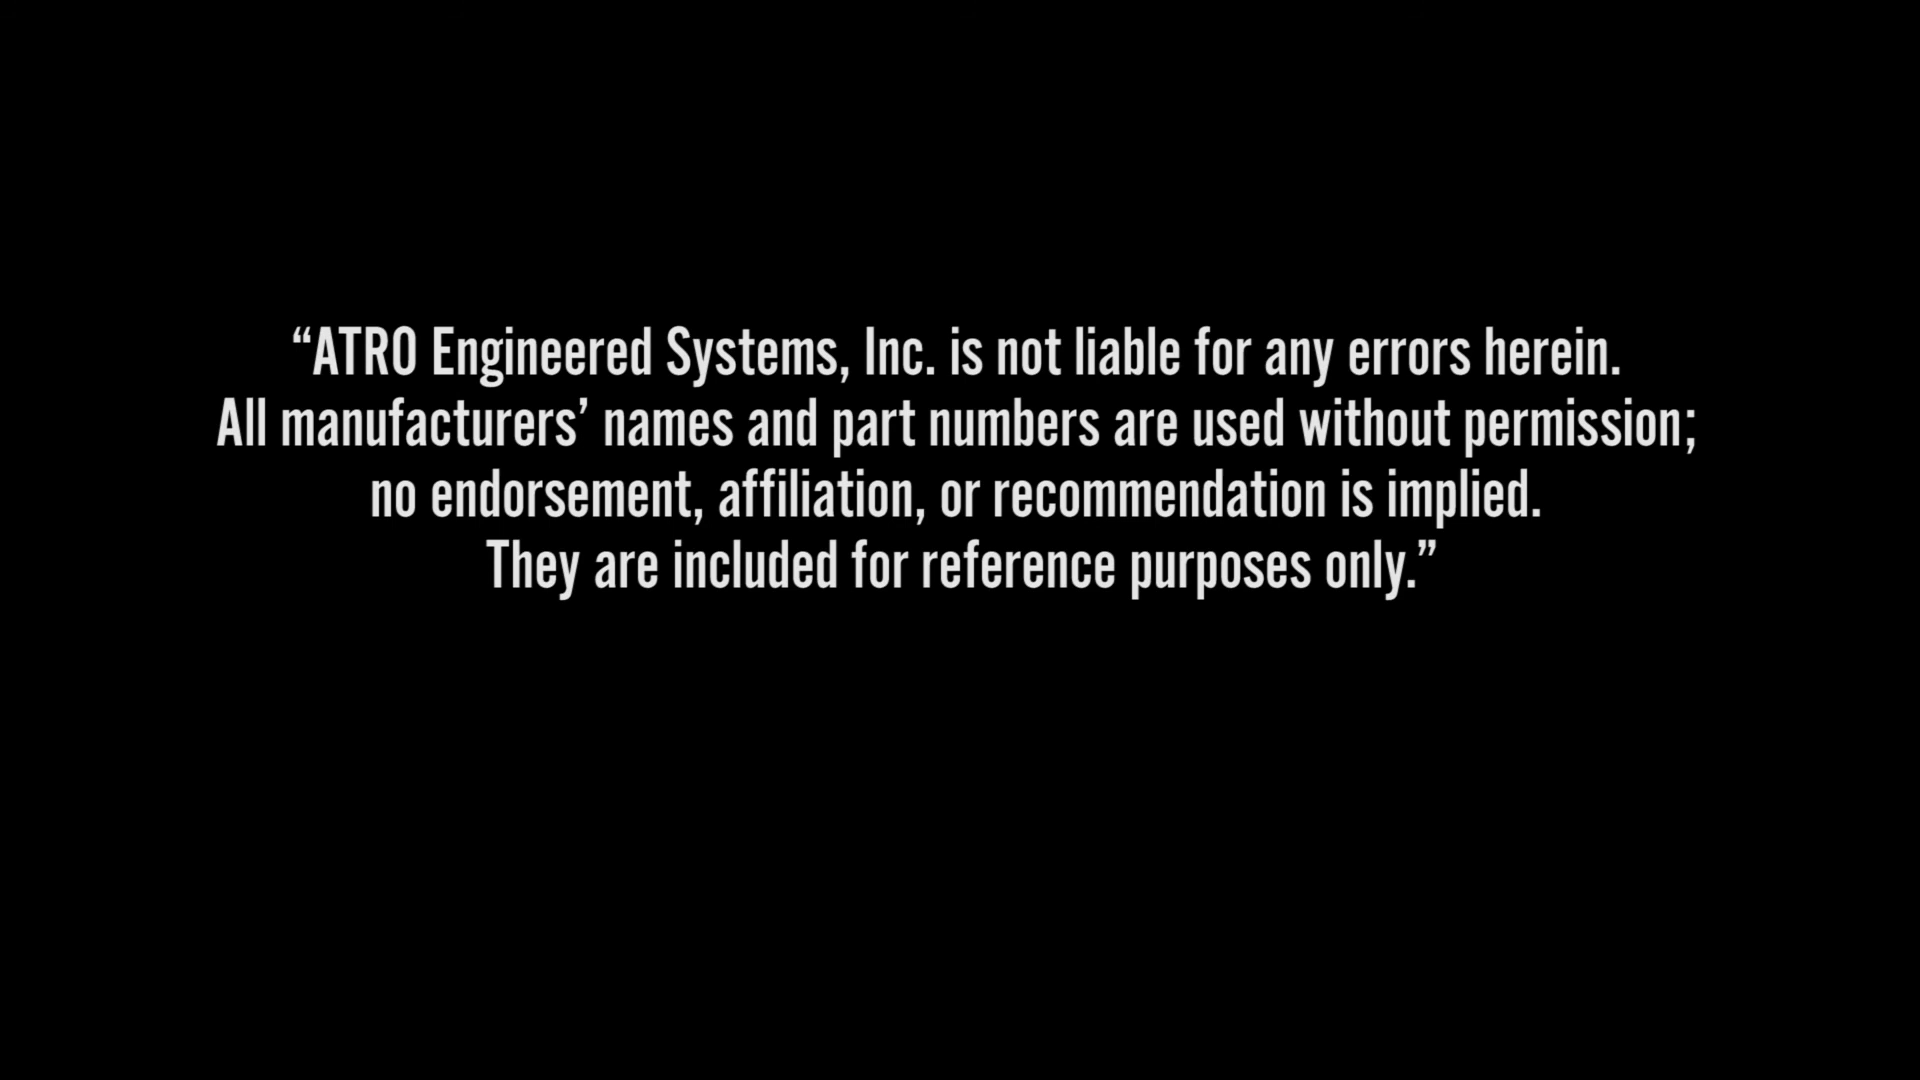 “ATRO Engineered Systems, Inc. is not liable for any errors herein.
All manufacturers’ names and part numbers are used without permission;
no endorsement, affiliation, or recommendation is implied.
They are included for reference purposes only.”